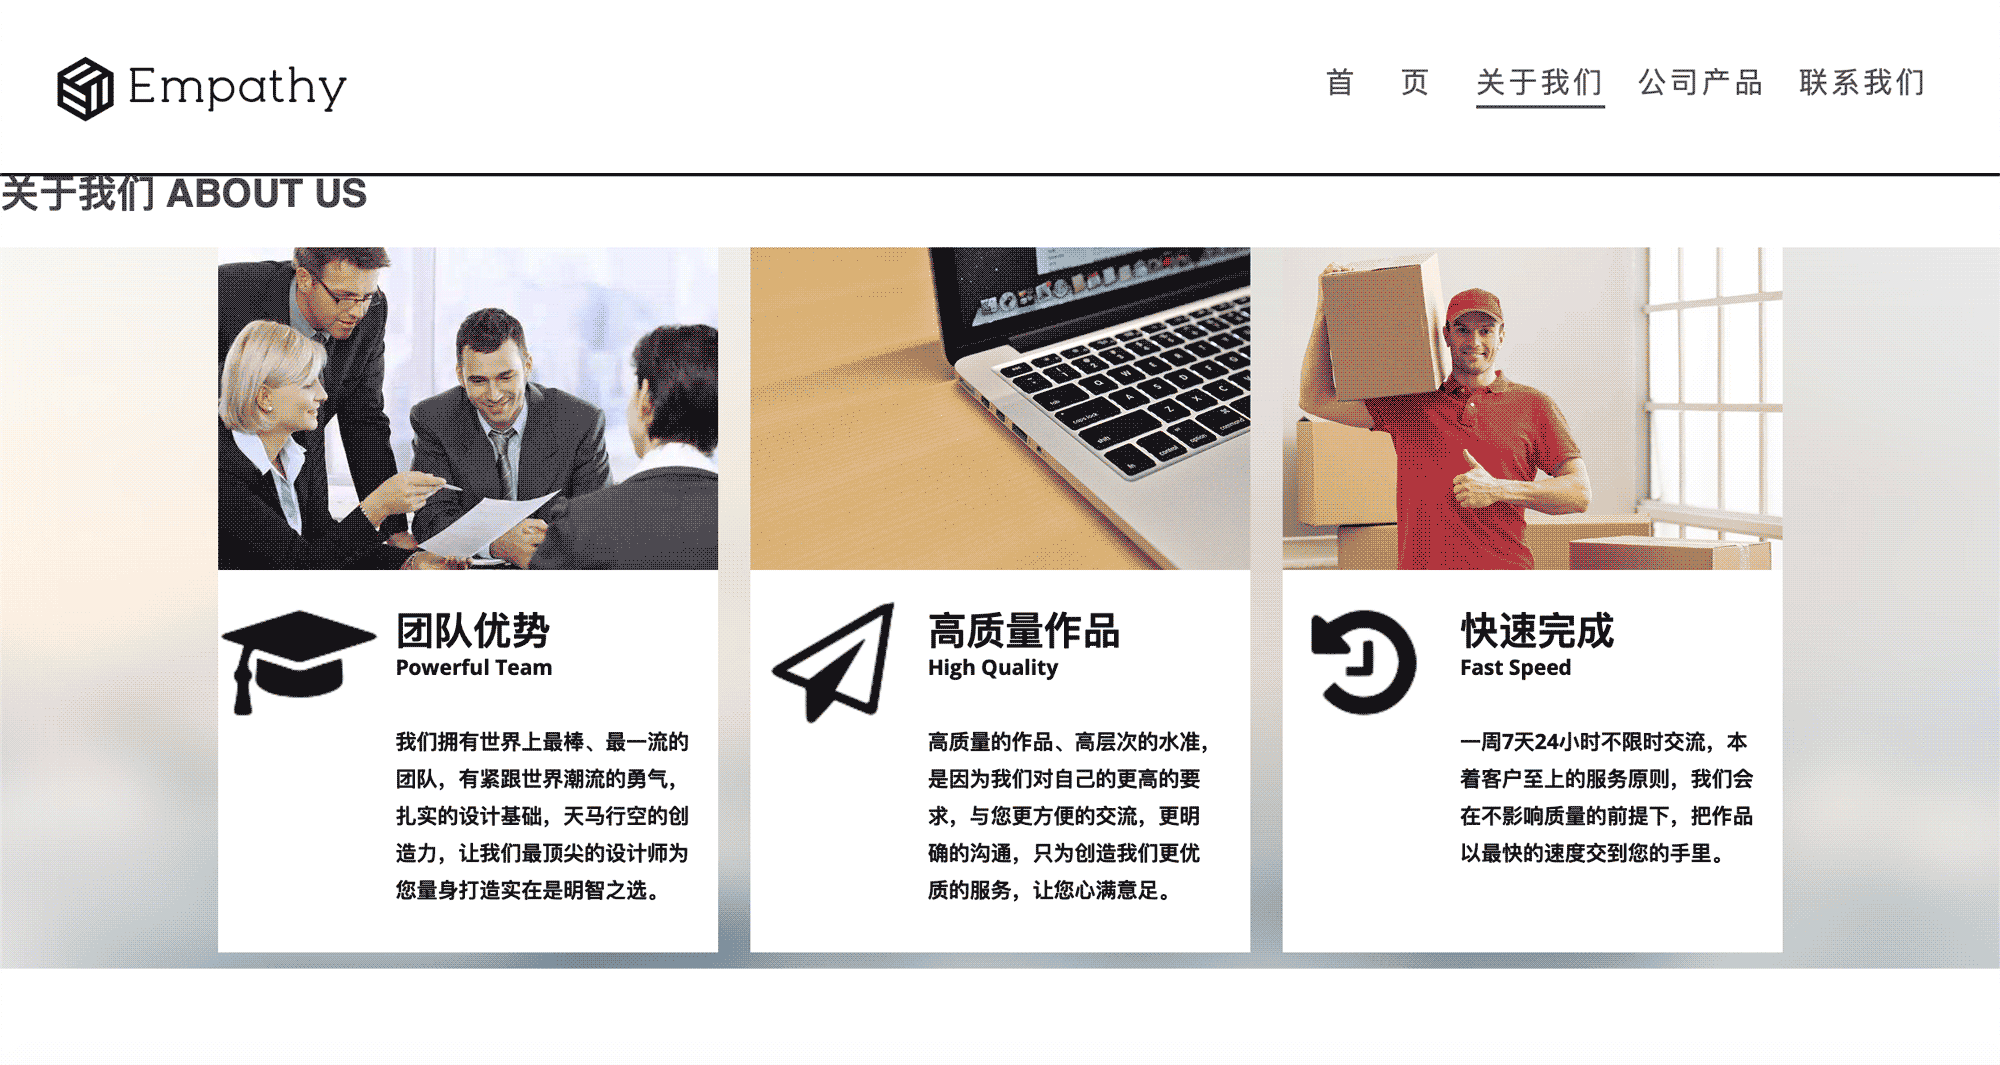 Empathy
首 页 关于我们 公司产品 联系我们
关于我们 ABOUT US
团队优势
Powerful Team
我们拥有世界上最棒、最一流的
团队，有紧跟世界潮流的勇气，
扎实的设计基础，天马行空的创
造力，让我们最顶尖的设计师为
您量身打造实在是明智之选。
高质量作品
High Quality
高质量的作品、高层次的水准，
是因为我们对自己的更高的要
求，与您更方便的交流，更明
确的沟通，只为创造我们更优
质的服务，让您心满意足。
快速完成
Fast Speed
一周7天24小时不限时交流，本
着客户至上的服务原则，我们会
在不影响质量的前提下，把作品
以最快的速度交到您的手里。